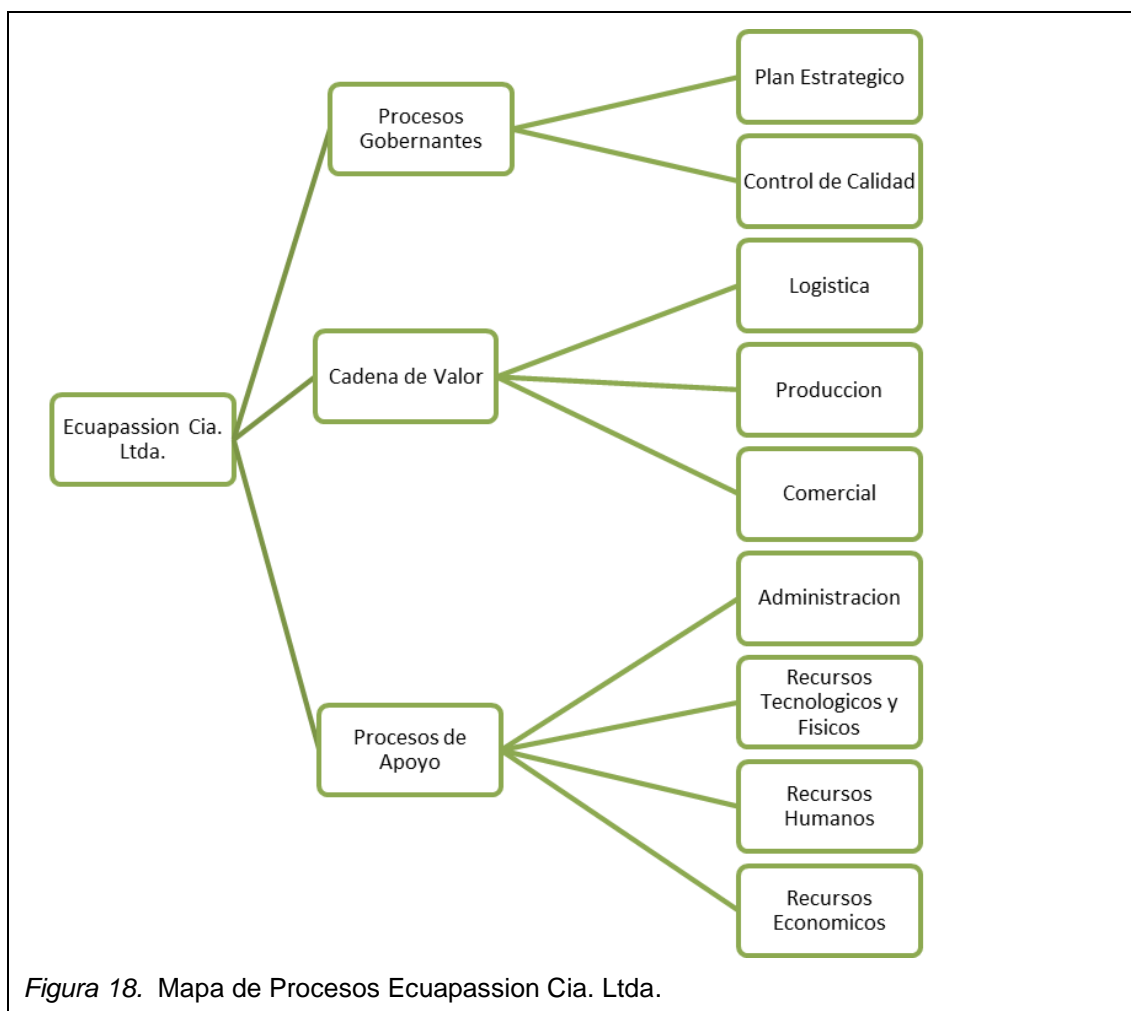 Ecuapassion Cia.
Ltda.
Procesos
Gobernantes
Plan Estrategico
Control de Calidad
Cadena de Valor
Logistica
Produccion
Comercial
Procesos de
Apoyo
Administracion
Recursos
Tecnologicos y
Fisicos
Recursos
Humanos
Recursos
Economicos
Figura 18. Mapa de Procesos Ecuapassion Cia. Ltda.